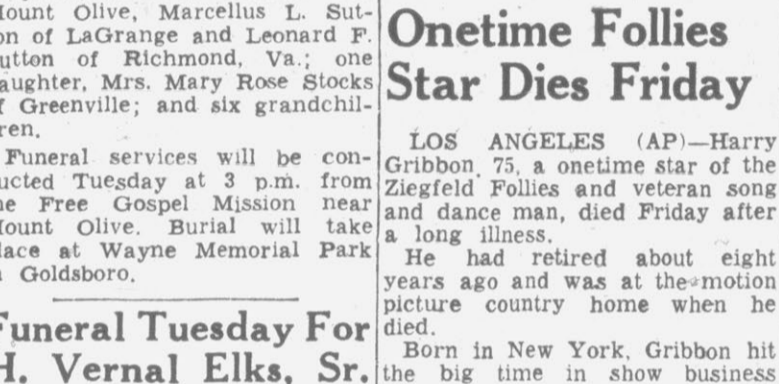 Mount Olive, Marcellus L. Sut-
on of LaGrange and Leonard F.
utton of Richmond, Va.; one
aughter, Mrs. Mary Rose Stocks
f Greenville; and six grandchil-
ren.
Funeral services will be con-
ucted Tuesday at 3 p.m. from
he Free Gospel Mission near
Mount Olive. Burial will take
lace at Wayne Memorial Park
Goldsboro.
Funeral Tuesday For
H. Vernal Elks, Sr.
Onetime Follies
Star Dies Friday
LOS ANGELES (AP)—Harry
Gribbon, 75, a onetime star of the
Ziegfeld Follies and veteran song
and dance man, died Friday after
a long illness.
He had retired about eight
years ago and was at the motion
picture country home when he
died.
Born in New York, Gribbon hit
the big time in show business